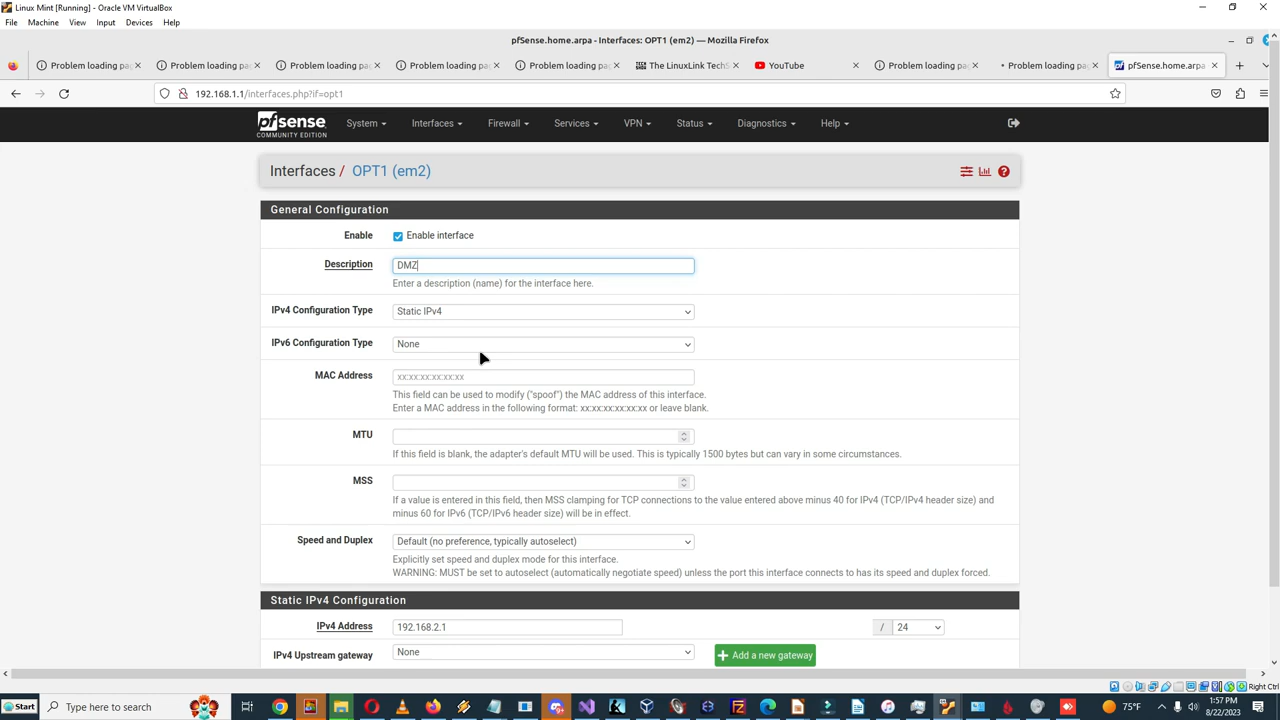 Linux Mint [Running] - Oracle VM VirtualBox
File Machine View Input Devices Help
pfSense.home.arpa - Interfaces: OPT1 (em2) — Mozilla Firefox
Problem loading pag Problem loading pag Problem loading pag Problem loading pag Problem loading pag The LinuxLink TechS YouTube Problem loading pag Problem loading pag pfSense.home.arpa
192.168.1.1/interfaces.php?if=opt1
pfsense COMMUNITY EDITION System Interfaces Firewall Services VPN Status Diagnostics Help
Interfaces / OPT1 (em2)
General Configuration
Enable Enable interface
Description DMZ
Enter a description (name) for the interface here.
IPv4 Configuration Type Static IPv4
IPv6 Configuration Type None
MAC Address xx:xx:xx:xx:xx:xx
This field can be used to modify ("spoof") the MAC address of this interface.
Enter a MAC address in the following format: xx:xx:xx:xx:xx:xx or leave blank.
MTU
If this field is blank, the adapter's default MTU will be used. This is typically 1500 bytes but can vary in some circumstances.
MSS
If a value is entered in this field, then MSS clamping for TCP connections to the value entered above minus 40 for IPv4 (TCP/IPv4 header size) and
minus 60 for IPv6 (TCP/IPv6 header size) will be in effect.
Speed and Duplex Default (no preference, typically autoselect)
Explicitly set speed and duplex mode for this interface.
WARNING: MUST be set to autoselect (automatically negotiate speed) unless the port this interface connects to has its speed and duplex forced.
Static IPv4 Configuration
IPv4 Address 192.168.2.1 / 24
IPv4 Upstream gateway None Add a new gateway
Right Ctrl
Start Type here to search 75°F 1:57 PM
8/22/2023